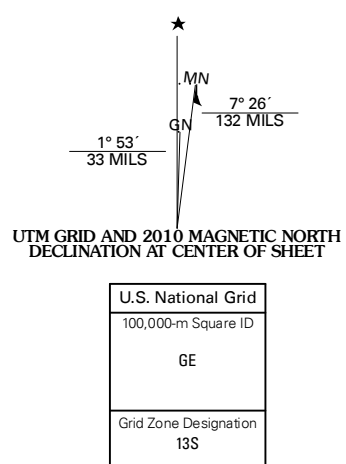 MN
7° 26´
132 MILS
GN
1° 53´
33 MILS
UTM GRID AND 2010 MAGNETIC NORTH
DECLINATION AT CENTER OF SHEET
U.S. National Grid
100,000-m Square ID
GE
Grid Zone Designation
13S